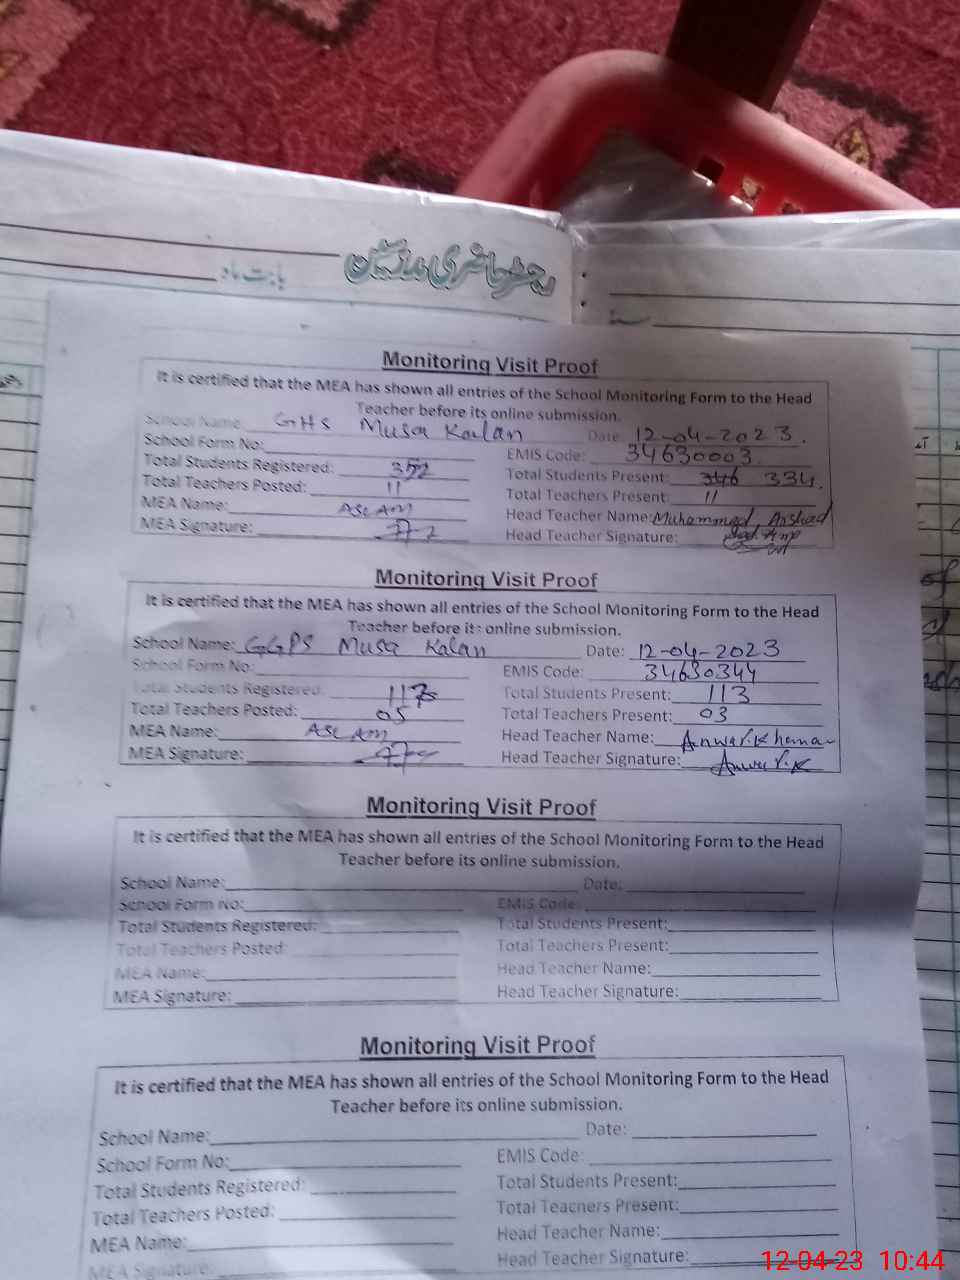 رجسٹر حاضری مدرسین
بابت ماہ
Monitoring Visit Proof
It is certified that the MEA has shown all entries of the School Monitoring Form to the Head
Teacher before its online submission.
School Name GHS Musa Kalan Date: 12-04-2023.
School Form No: EMIS Code: 34630003
Total Students Registered: 352 Total Students Present: 346 334.
Total Teachers Posted: 11 Total Teachers Present: 11
MEA Name: ASLAM Head Teacher Name: Muhammad Arshad
MEA Signature: Head Teacher Signature:
Monitoring Visit Proof
It is certified that the MEA has shown all entries of the School Monitoring Form to the Head
Teacher before its online submission.
School Name: GGPS Musa Kalan Date: 12-04-2023
School Form No: EMIS Code: 34630344
Total Students Registered: Total Students Present: 113
Total Teachers Posted: 05 Total Teachers Present: 03
MEA Name: ASLAM Head Teacher Name:
MEA Signature: Head Teacher Signature: Anwar.K
Monitoring Visit Proof
It is certified that the MEA has shown all entries of the School Monitoring Form to the Head
Teacher before its online submission.
School Name: Date:
School Form No: EMIS Code:
Total Students Registered: Total Students Present:
Total Teachers Posted: Total Teachers Present:
MEA Name: Head Teacher Name:
MEA Signature: Head Teacher Signature:
Monitoring Visit Proof
It is certified that the MEA has shown all entries of the School Monitoring Form to the Head
Teacher before its online submission.
School Name: Date:
School Form No: EMIS Code:
Total Students Registered: Total Students Present:
Total Teachers Posted: Total Teachers Present:
MEA Name: Head Teacher Name:
MEA Signature: Head Teacher Signature:
12-04-23 10:44